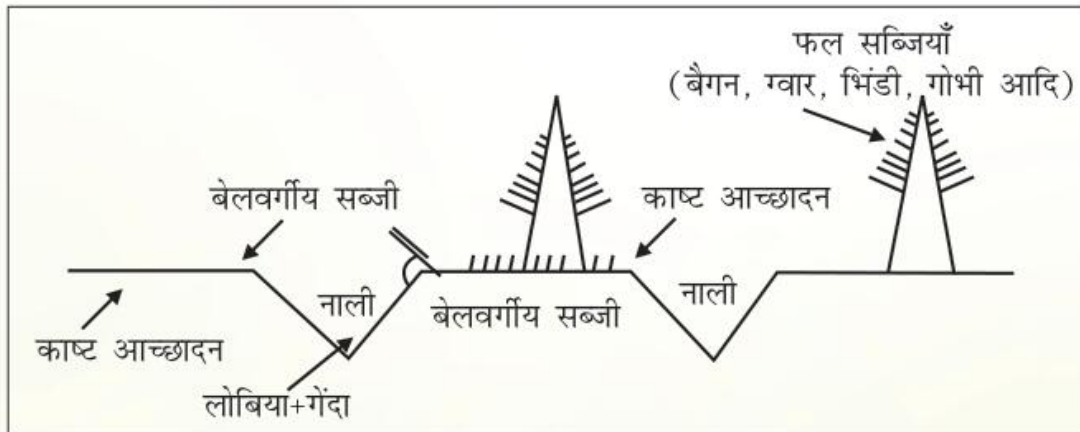 फल सब्जियाँ
(बैगन, ग्वार, भिंडी, गोभी आदि)
बेलवर्गीय सब्जी
काष्ट आच्छादन
नाली
नाली
बेलवर्गीय सब्जी
काष्ट आच्छादन
लोबिया+गेंदा